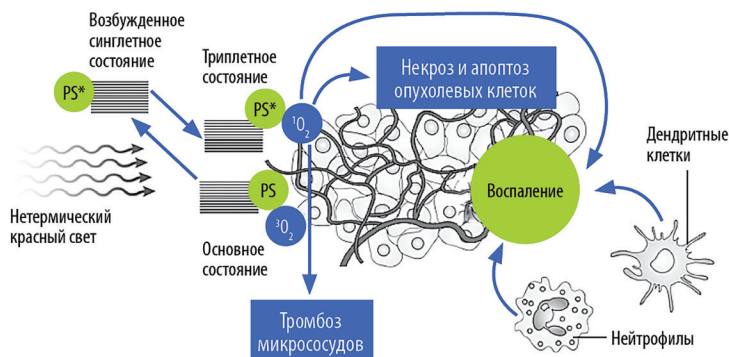 Возбужденное
синглетное
состояние
PS*
Триплетное
состояние
PS*
¹O₂
Некроз и апоптоз
опухолевых клеток
Дендритные
клетки
Воспаление
PS
³O₂
Нетермический
красный свет
Основное
состояние
Тромбоз
микрососудов
Нейтрофилы